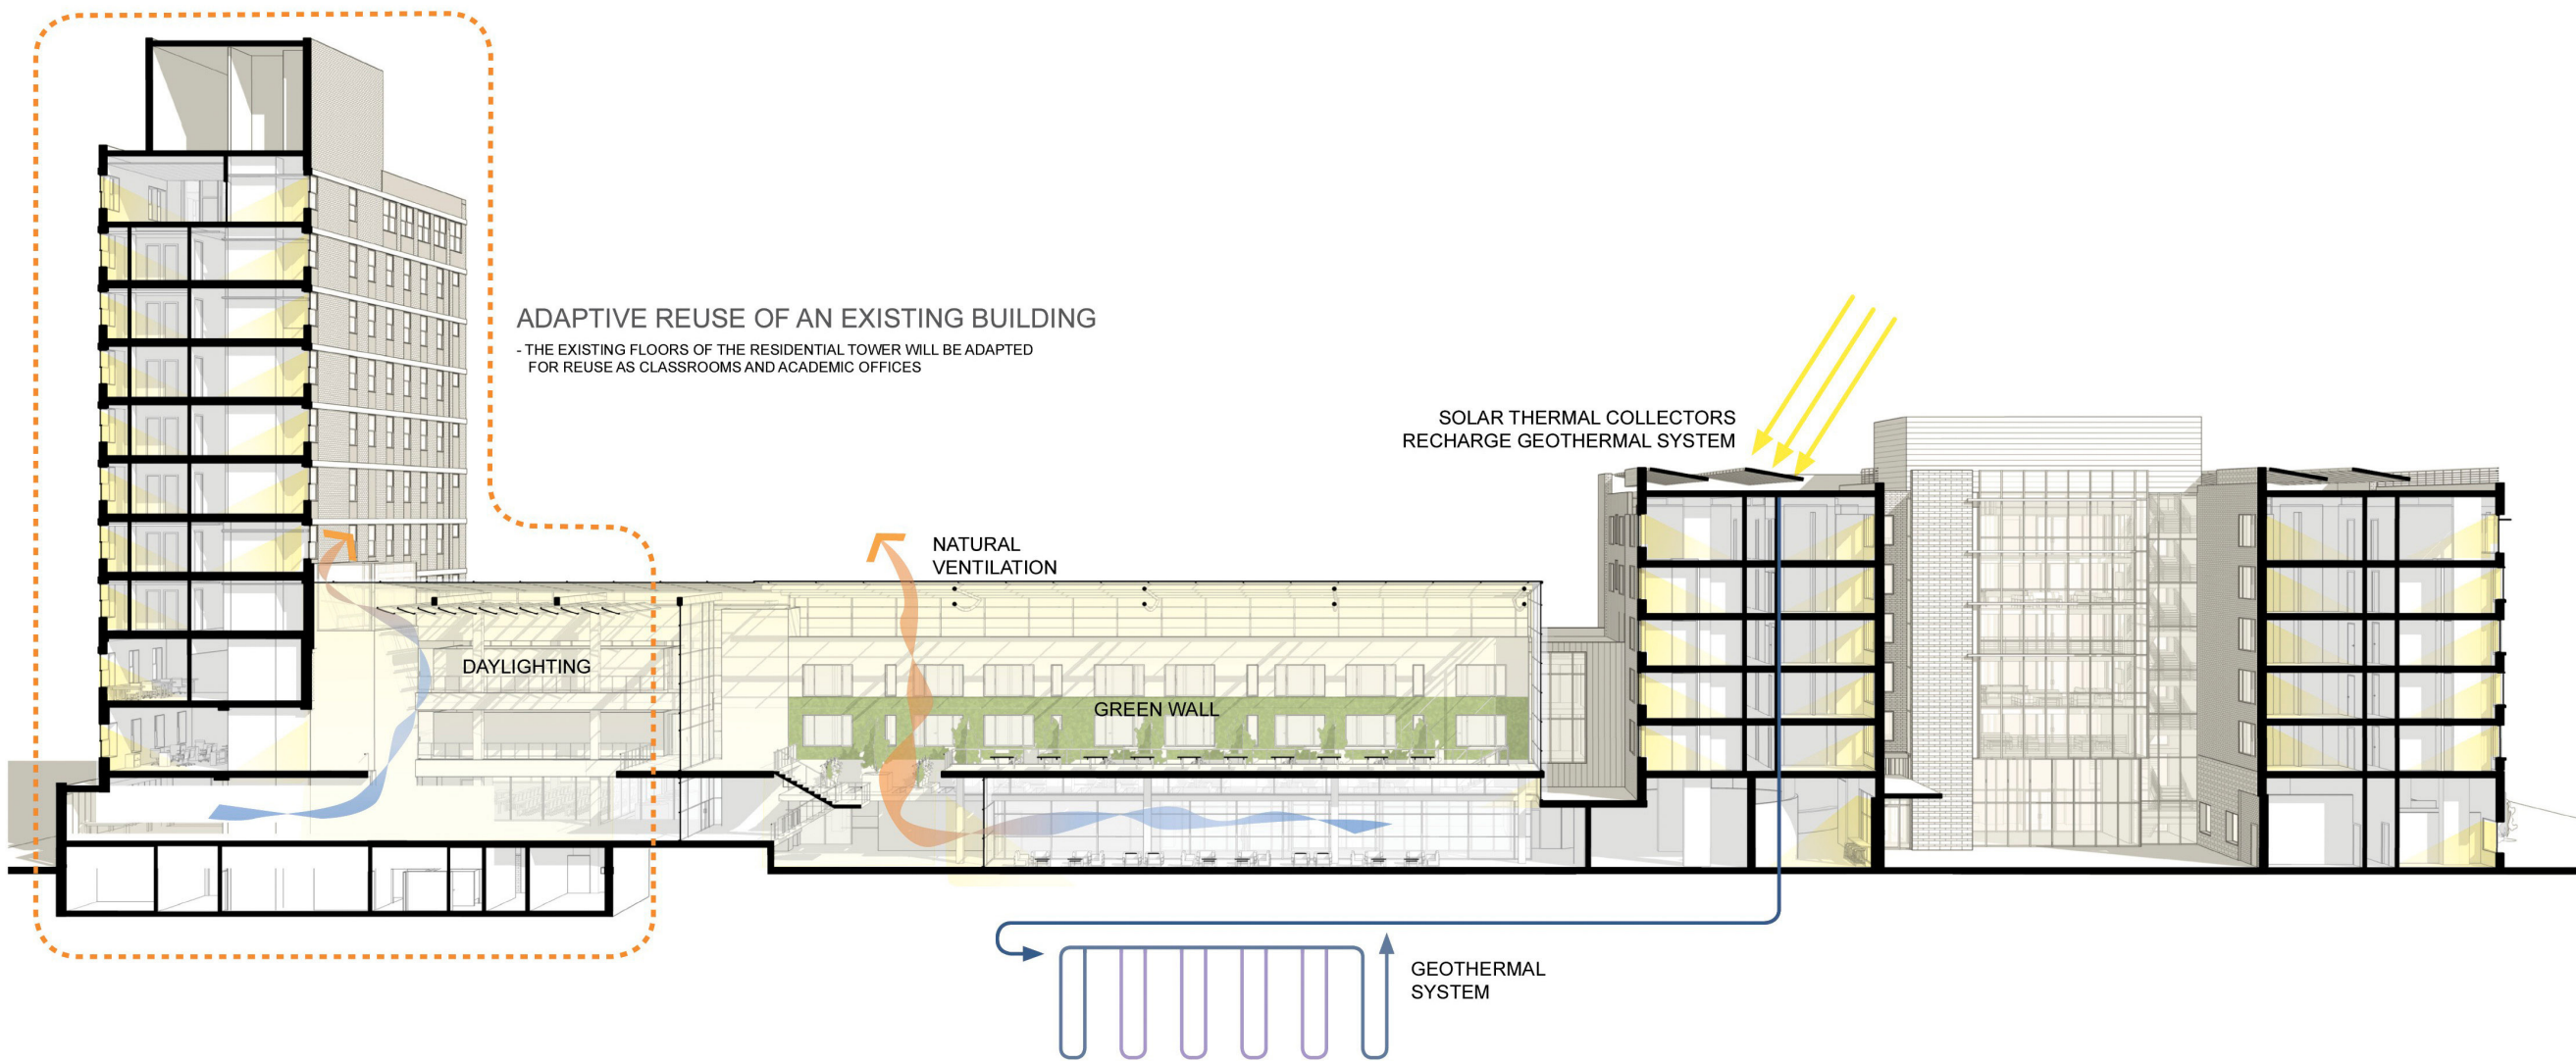 ADAPTIVE REUSE OF AN EXISTING BUILDING
- THE EXISTING FLOORS OF THE RESIDENTIAL TOWER WILL BE ADAPTED
FOR REUSE AS CLASSROOMS AND ACADEMIC OFFICES
SOLAR THERMAL COLLECTORS
RECHARGE GEOTHERMAL SYSTEM
NATURAL
VENTILATION
DAYLIGHTING
GREEN WALL
GEOTHERMAL
SYSTEM